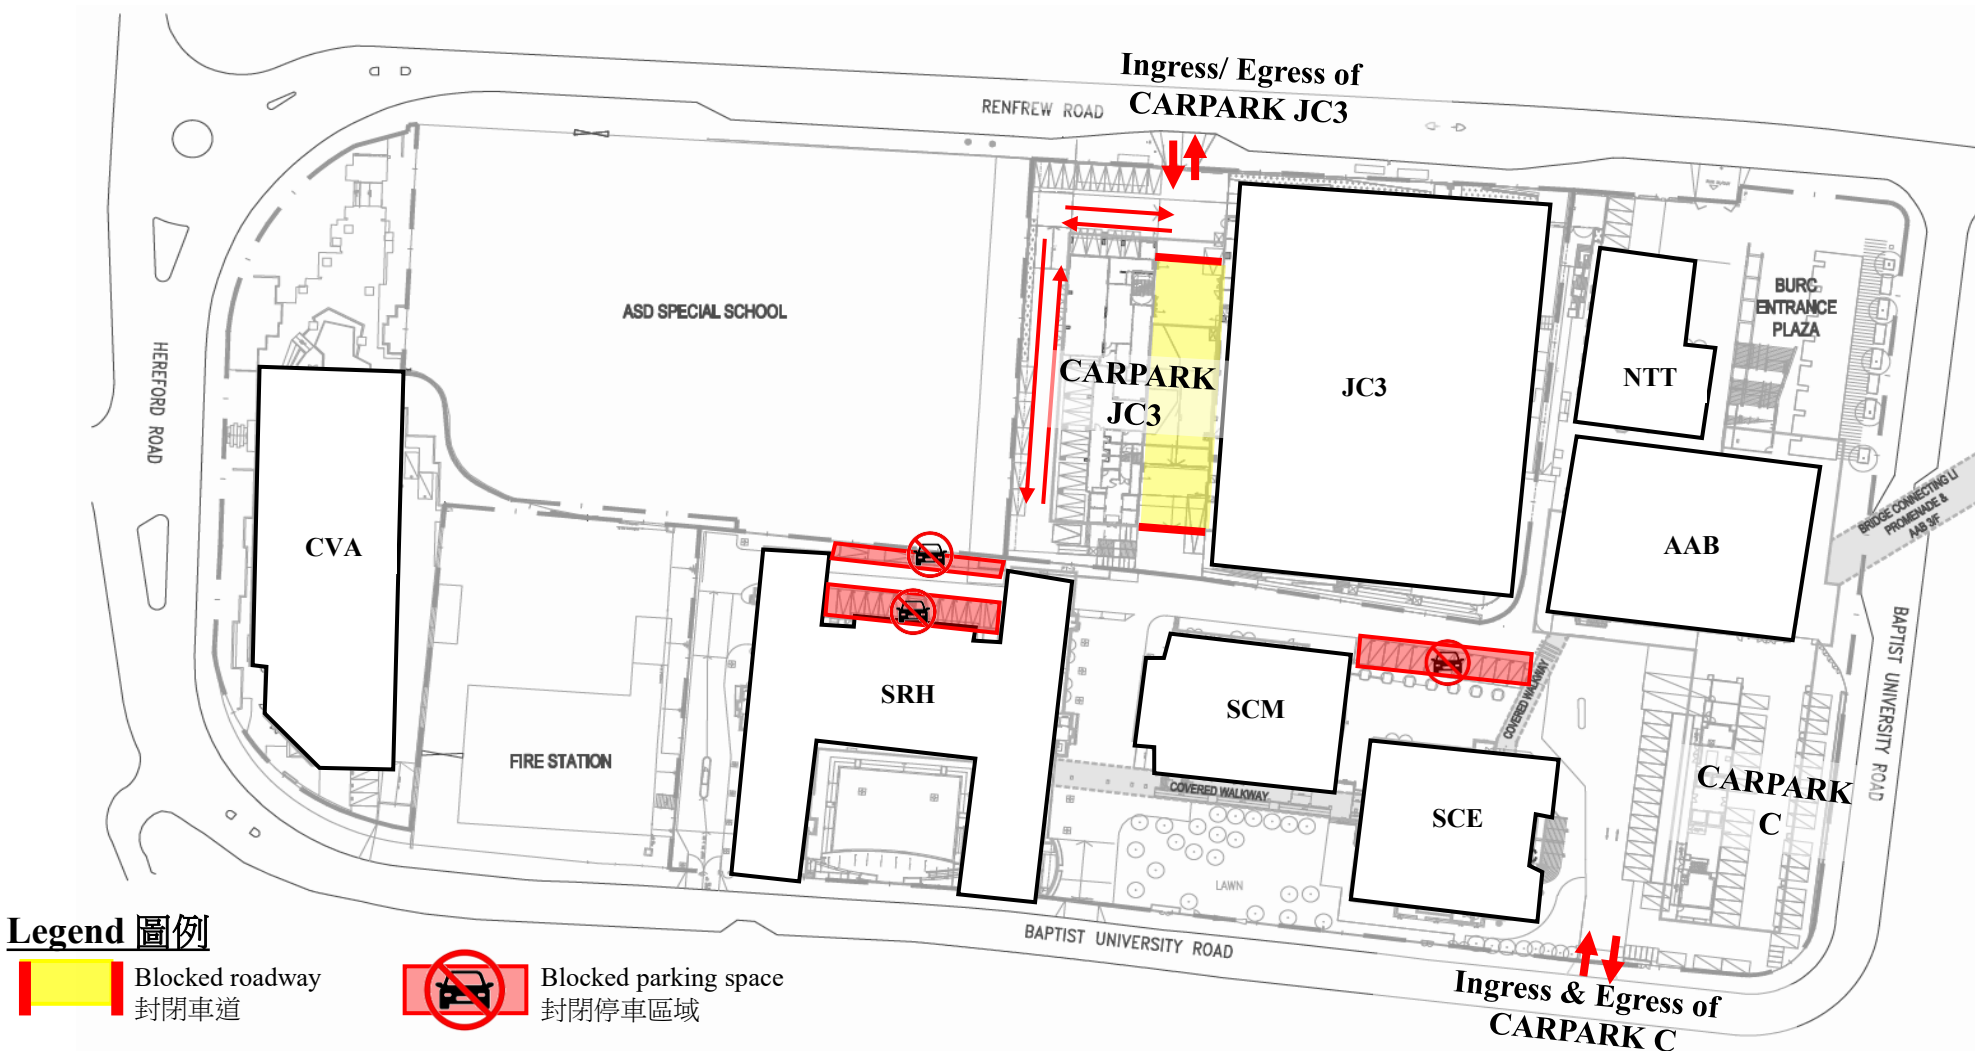 Ingress/ Egress of
CARPARK JC3
RENFREW ROAD
ASD SPECIAL SCHOOL
BURC
ENTRANCE
PLAZA
HEREFORD ROAD
CARPARK
JC3
JC3
NTT
CVA
AAB
BRIDGE CONNECTING LI
PROMENADE &
AAB 3/F
BAPTIST UNIVERSITY ROAD
SRH
SCM
COVERED WALKWAY
FIRE STATION
COVERED WALKWAY
SCE
CARPARK
C
LAWN
BAPTIST UNIVERSITY ROAD
Ingress & Egress of
CARPARK C
Legend 圖例
Blocked roadway
封閉車道
Blocked parking space
封閉停車區域